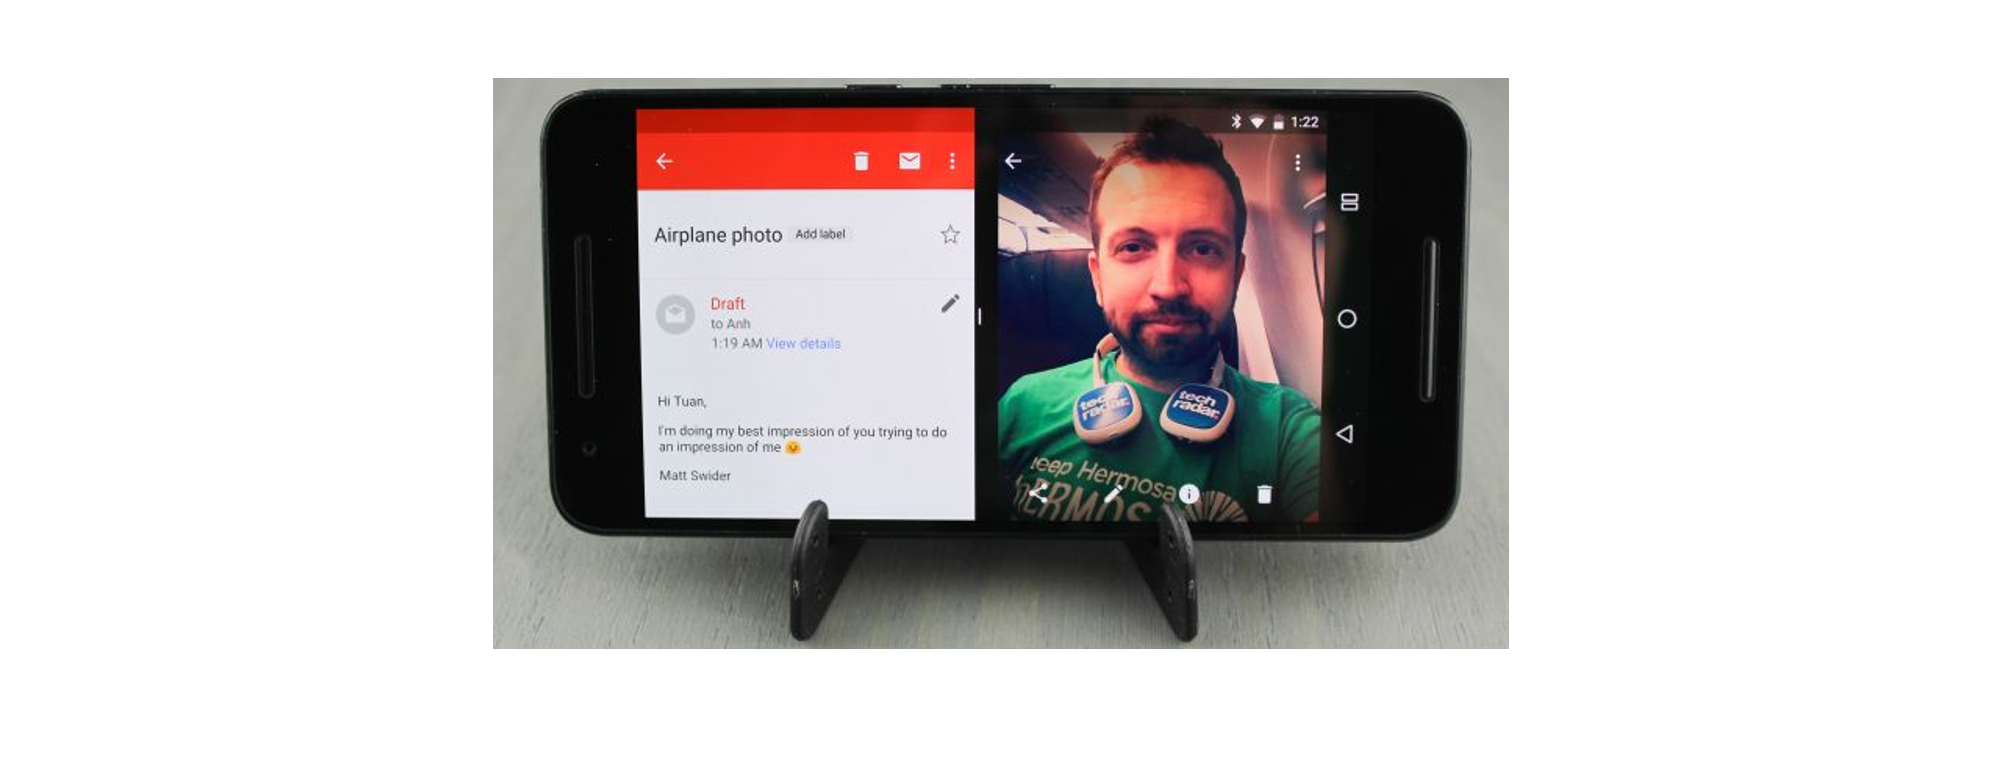 Airplane photo Add label
Draft
to Anh
1:19 AM View details
Hi Tuan,
I'm doing my best impression of you trying to do
an impression of me 🤗
Matt Swider
1:22
tech
radar.
tech
radar.
Hermosa